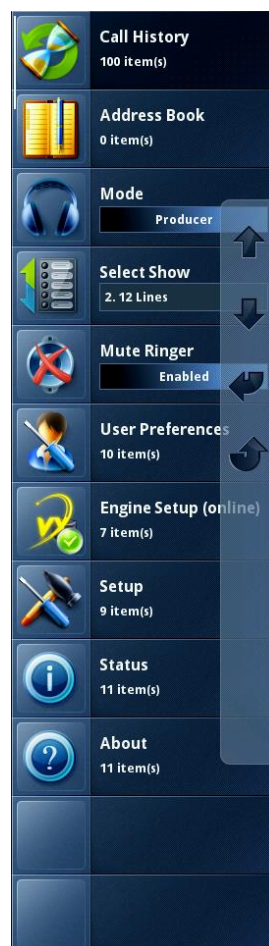 Call History
100 item(s)
Address Book
0 item(s)
Mode
Producer
Select Show
2. 12 Lines
Mute Ringer
Enabled
User Preferences
10 item(s)
Engine Setup (online)
7 item(s)
Setup
9 item(s)
Status
11 item(s)
About
11 item(s)